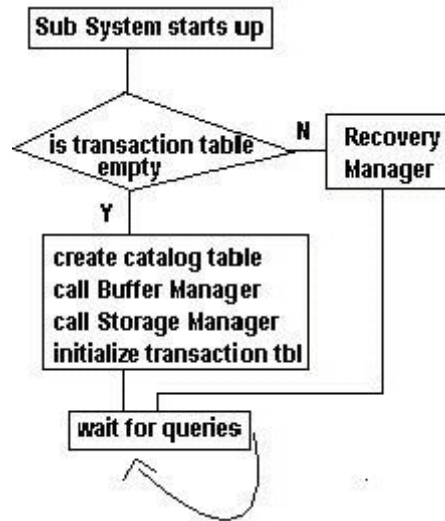 Sub System starts up
is transaction table
empty
N
Recovery
Manager
Y
create catalog table
call Buffer Manager
call Storage Manager
initialize transaction tbl
wait for queries